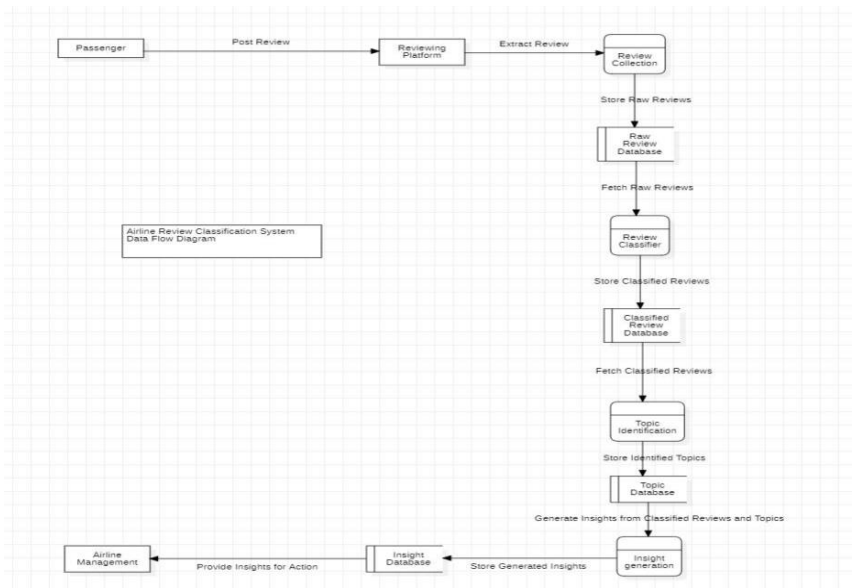 Passenger
Post Review
Reviewing
Platform
Extract Review
Review
Collection
Store Raw Reviews
Raw
Review
Database
Fetch Raw Reviews
Review
Classifier
Airline Review Classification System
Data Flow Diagram
Store Classified Reviews
Classified
Review
Database
Fetch Classified Reviews
Topic
Identification
Store Identified Topics
Topic
Database
Generate Insights from Classified Reviews and Topics
Insight
generation
Store Generated Insights
Insight
Database
Provide Insights for Action
Airline
Management